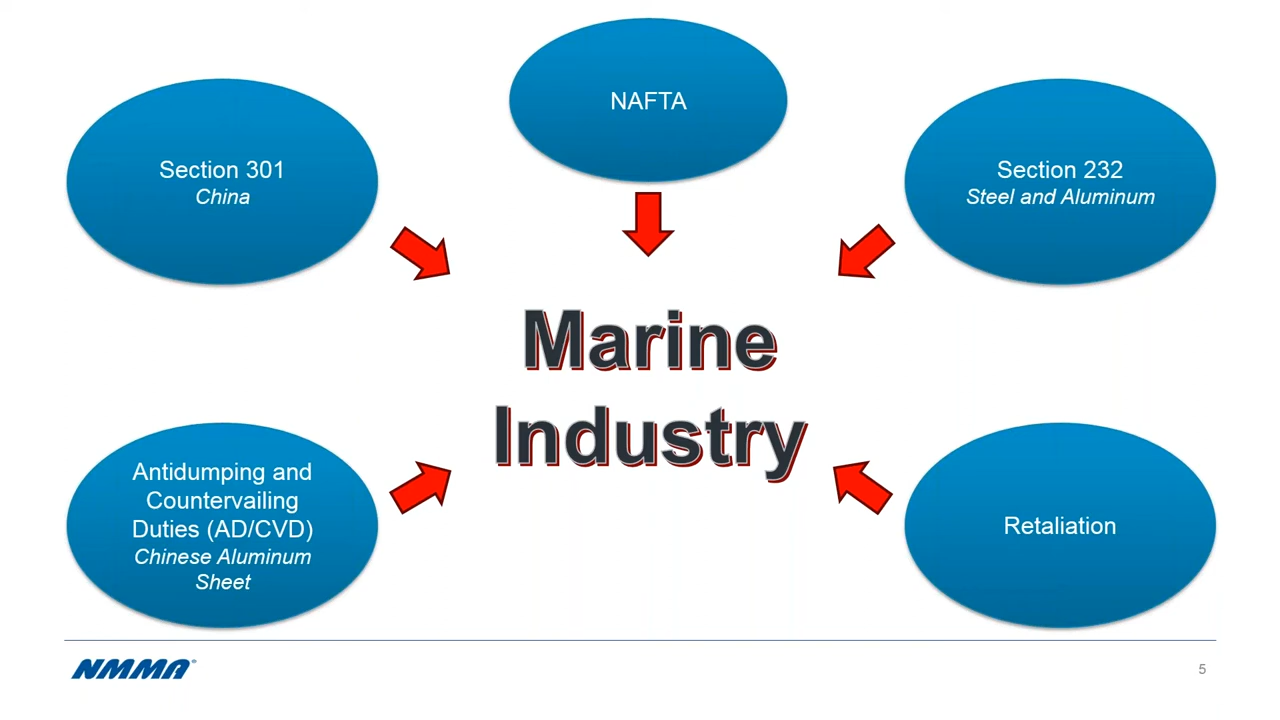 NAFTA
Section 301
China
Section 232
Steel and Aluminum
Marine
Industry
Antidumping and
Countervailing
Duties (AD/CVD)
Chinese Aluminum
Sheet
Retaliation
NMMA®
5